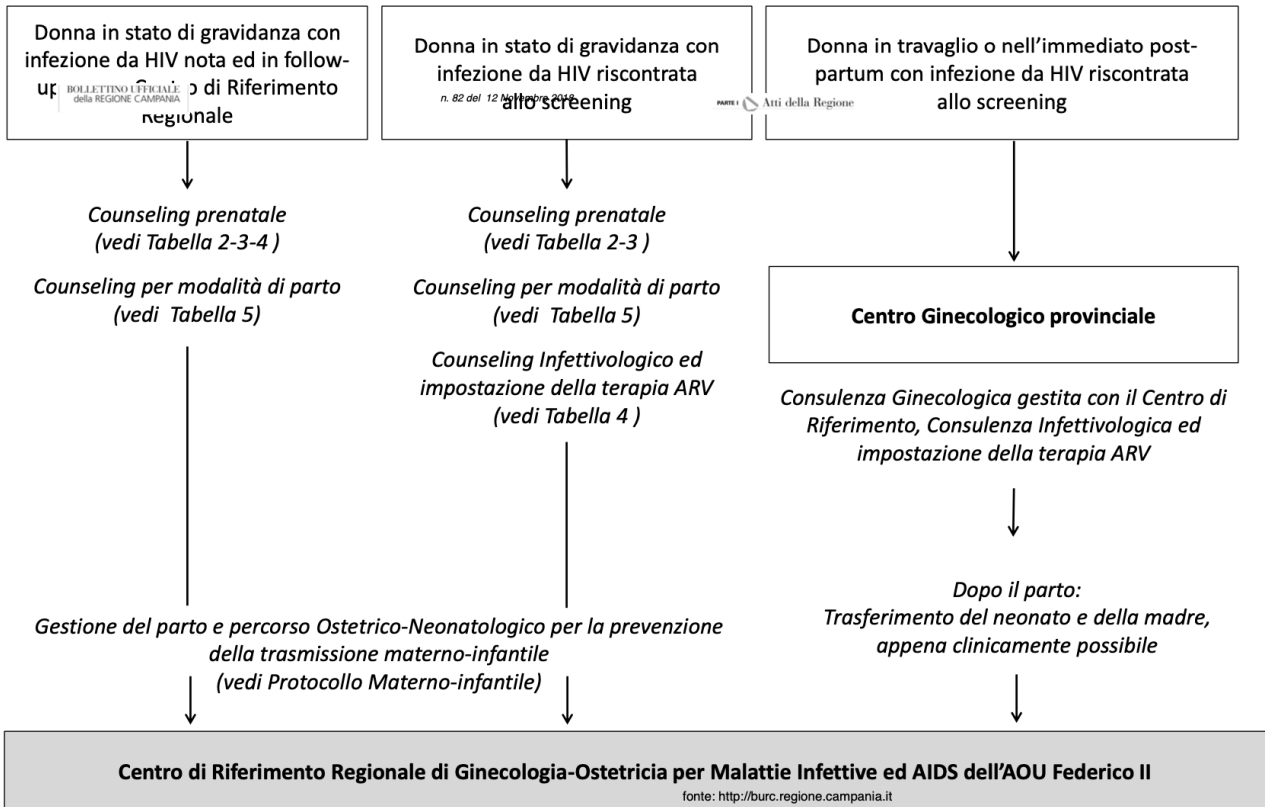 Donna in stato di gravidanza con
infezione da HIV nota ed in follow-
up o di Riferimento
Regionale
BOLLETTINO UFFICIALE
della REGIONE CAMPANIA
Donna in stato di gravidanza con
infezione da HIV riscontrata
allo screening
n. 82 del 12 Novembre 2018
Donna in travaglio o nell'immediato post-
partum con infezione da HIV riscontrata
allo screening
PARTE I Atti della Regione
Counseling prenatale
(vedi Tabella 2-3-4 )
Counseling per modalità di parto
(vedi Tabella 5)
Counseling prenatale
(vedi Tabella 2-3 )
Counseling per modalità di parto
(vedi Tabella 5)
Counseling Infettivologico ed
impostazione della terapia ARV
(vedi Tabella 4 )
Centro Ginecologico provinciale
Consulenza Ginecologica gestita con il Centro di
Riferimento, Consulenza Infettivologica ed
impostazione della terapia ARV
Dopo il parto:
Trasferimento del neonato e della madre,
appena clinicamente possibile
Gestione del parto e percorso Ostetrico-Neonatologico per la prevenzione
della trasmissione materno-infantile
(vedi Protocollo Materno-infantile)
Centro di Riferimento Regionale di Ginecologia-Ostetricia per Malattie Infettive ed AIDS dell'AOU Federico II
fonte: http://burc.regione.campania.it